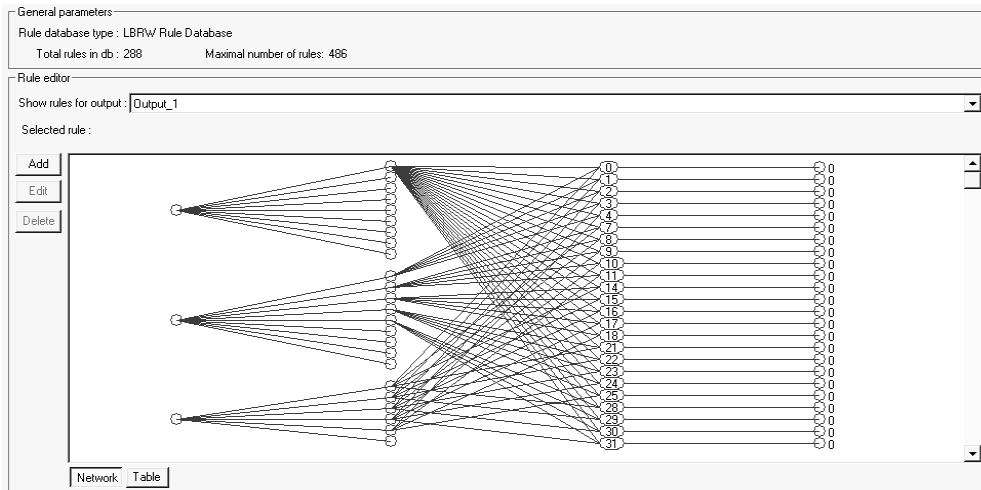 General parameters
Rule database type : LBRW Rule Database
Total rules in db : 288 Maximal number of rules: 486
Rule editor
Show rules for output : Output_1
Selected rule :
Add
Edit
Delete
0 0
1 0
2 0
3 0
4 0
7 0
8 0
9 0
10 0
11 0
14 0
15 0
16 0
17 0
18 0
21 0
22 0
23 0
24 0
25 0
28 0
29 0
30 0
31 0
Network Table